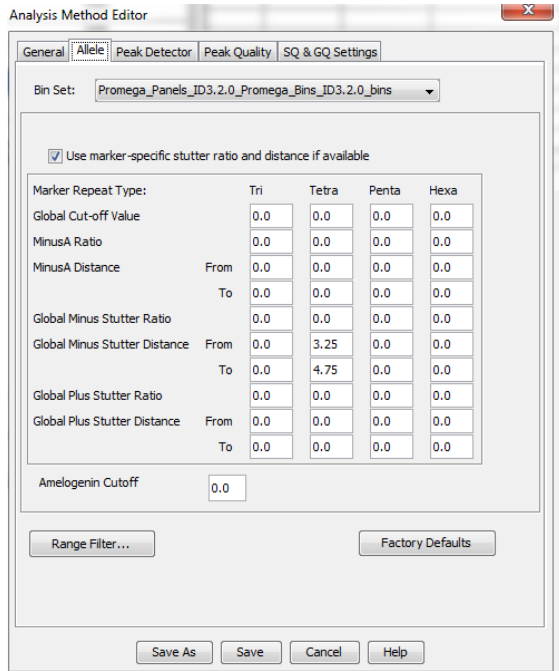 Analysis Method Editor
General Allele Peak Detector Peak Quality SQ & GQ Settings
Bin Set: Promega_Panels_ID3.2.0_Promega_Bins_ID3.2.0_bins
Use marker-specific stutter ratio and distance if available
Marker Repeat Type: Tri Tetra Penta Hexa
Global Cut-off Value 0.0 0.0 0.0 0.0
MinusA Ratio 0.0 0.0 0.0 0.0
MinusA Distance From 0.0 0.0 0.0 0.0
To 0.0 0.0 0.0 0.0
Global Minus Stutter Ratio 0.0 0.0 0.0 0.0
Global Minus Stutter Distance From 0.0 3.25 0.0 0.0
To 0.0 4.75 0.0 0.0
Global Plus Stutter Ratio 0.0 0.0 0.0 0.0
Global Plus Stutter Distance From 0.0 0.0 0.0 0.0
To 0.0 0.0 0.0 0.0
Amelogenin Cutoff 0.0
Range Filter... Factory Defaults
Save As Save Cancel Help